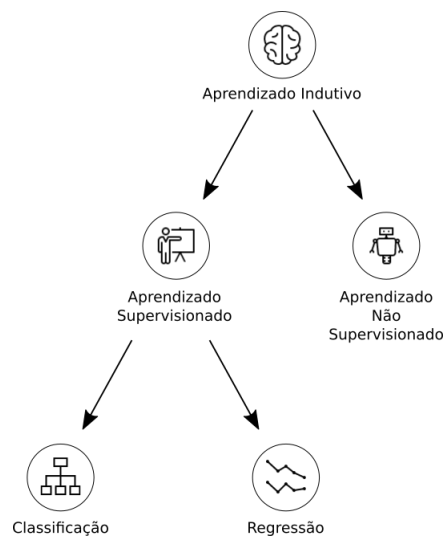 Aprendizado Indutivo
Aprendizado
Supervisionado
Aprendizado
Não
Supervisionado
Classificação
Regressão